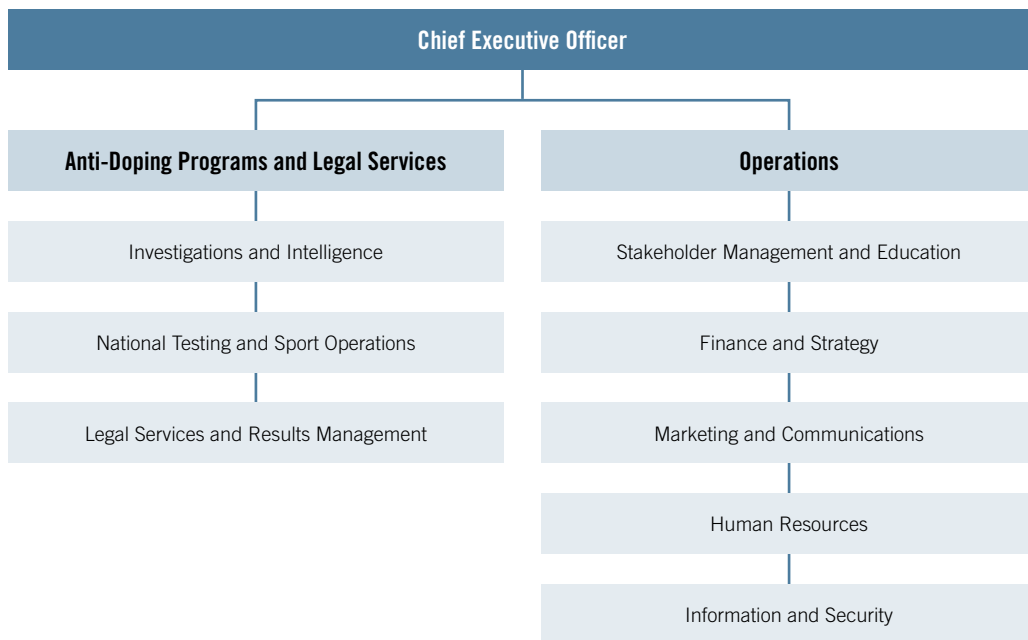 Chief Executive Officer
Anti-Doping Programs and Legal Services
Investigations and Intelligence
National Testing and Sport Operations
Legal Services and Results Management
Operations
Stakeholder Management and Education
Finance and Strategy
Marketing and Communications
Human Resources
Information and Security